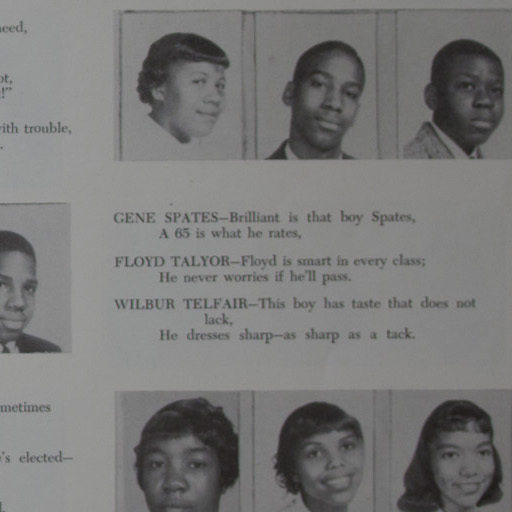 need,
ot,
!"
with trouble,
.
GENE SPATES—Brilliant is that boy Spates,
A 65 is what he rates,
FLOYD TALYOR—Floyd is smart in every class;
He never worries if he'll pass.
WILBUR TELFAIR—This boy has taste that does not
lack,
He dresses sharp—as sharp as a tack.
metimes
's elected—